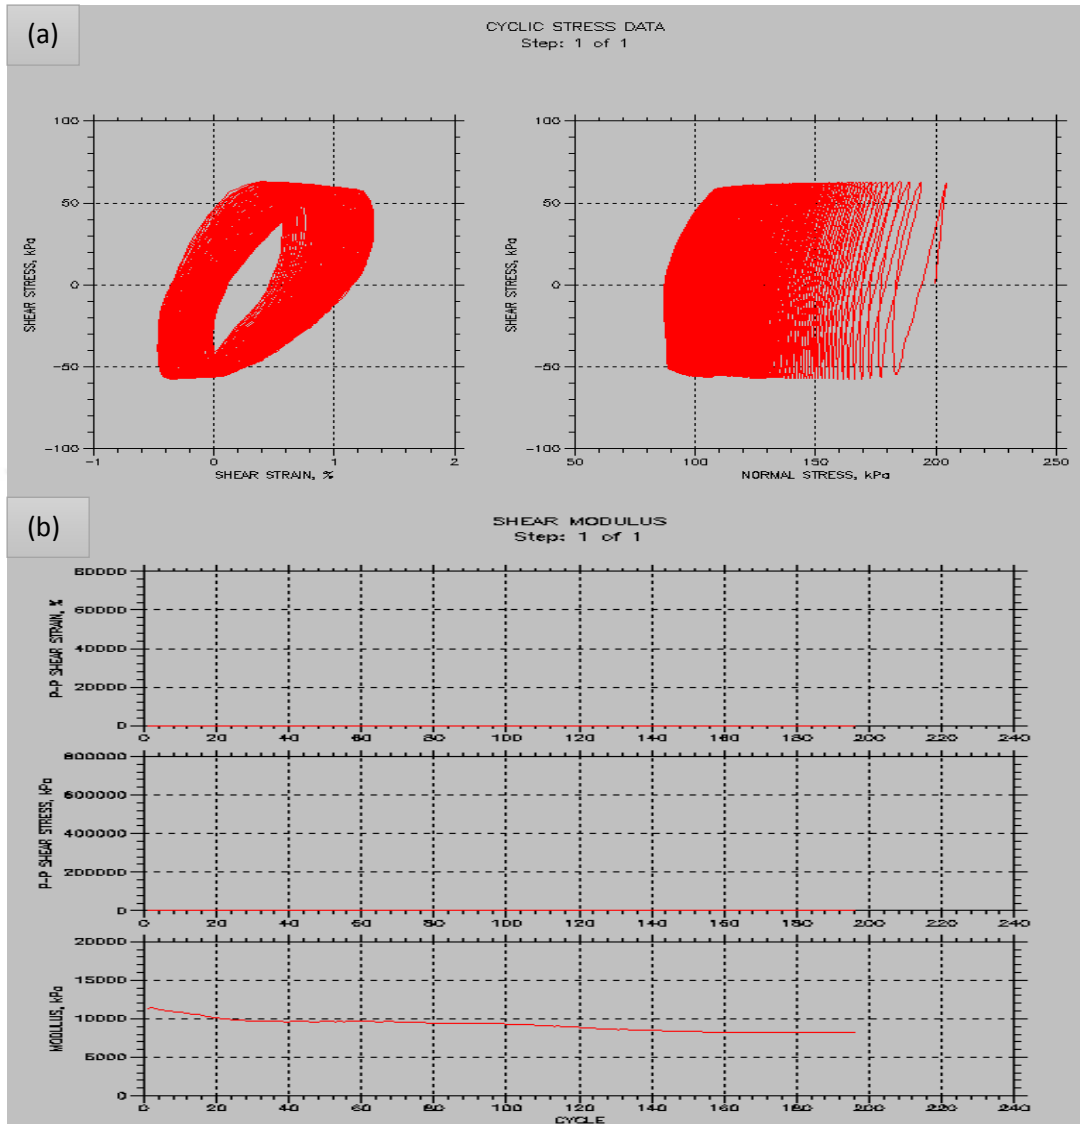 (a)
CYCLIC STRESS DATA
Step: 1 of 1
100
50
0
-50
-100
SHEAR STRESS, kPa
-1 0 1 2
SHEAR STRAIN, %
100
50
0
-50
-100
SHEAR STRESS, kPa
50 100 150 200 250
NORMAL STRESS, kPa
(b)
SHEAR MODULUS
Step: 1 of 1
80000
60000
40000
20000
0
P-P SHEAR STRAIN, %
0 20 40 60 80 100 120 140 160 180 200 220 240
800000
600000
400000
200000
0
P-P SHEAR STRESS, kPa
0 20 40 60 80 100 120 140 160 180 200 220 240
20000
15000
10000
5000
0
MODULUS, kPa
0 20 40 60 80 100 120 140 160 180 200 220 240
CYCLE